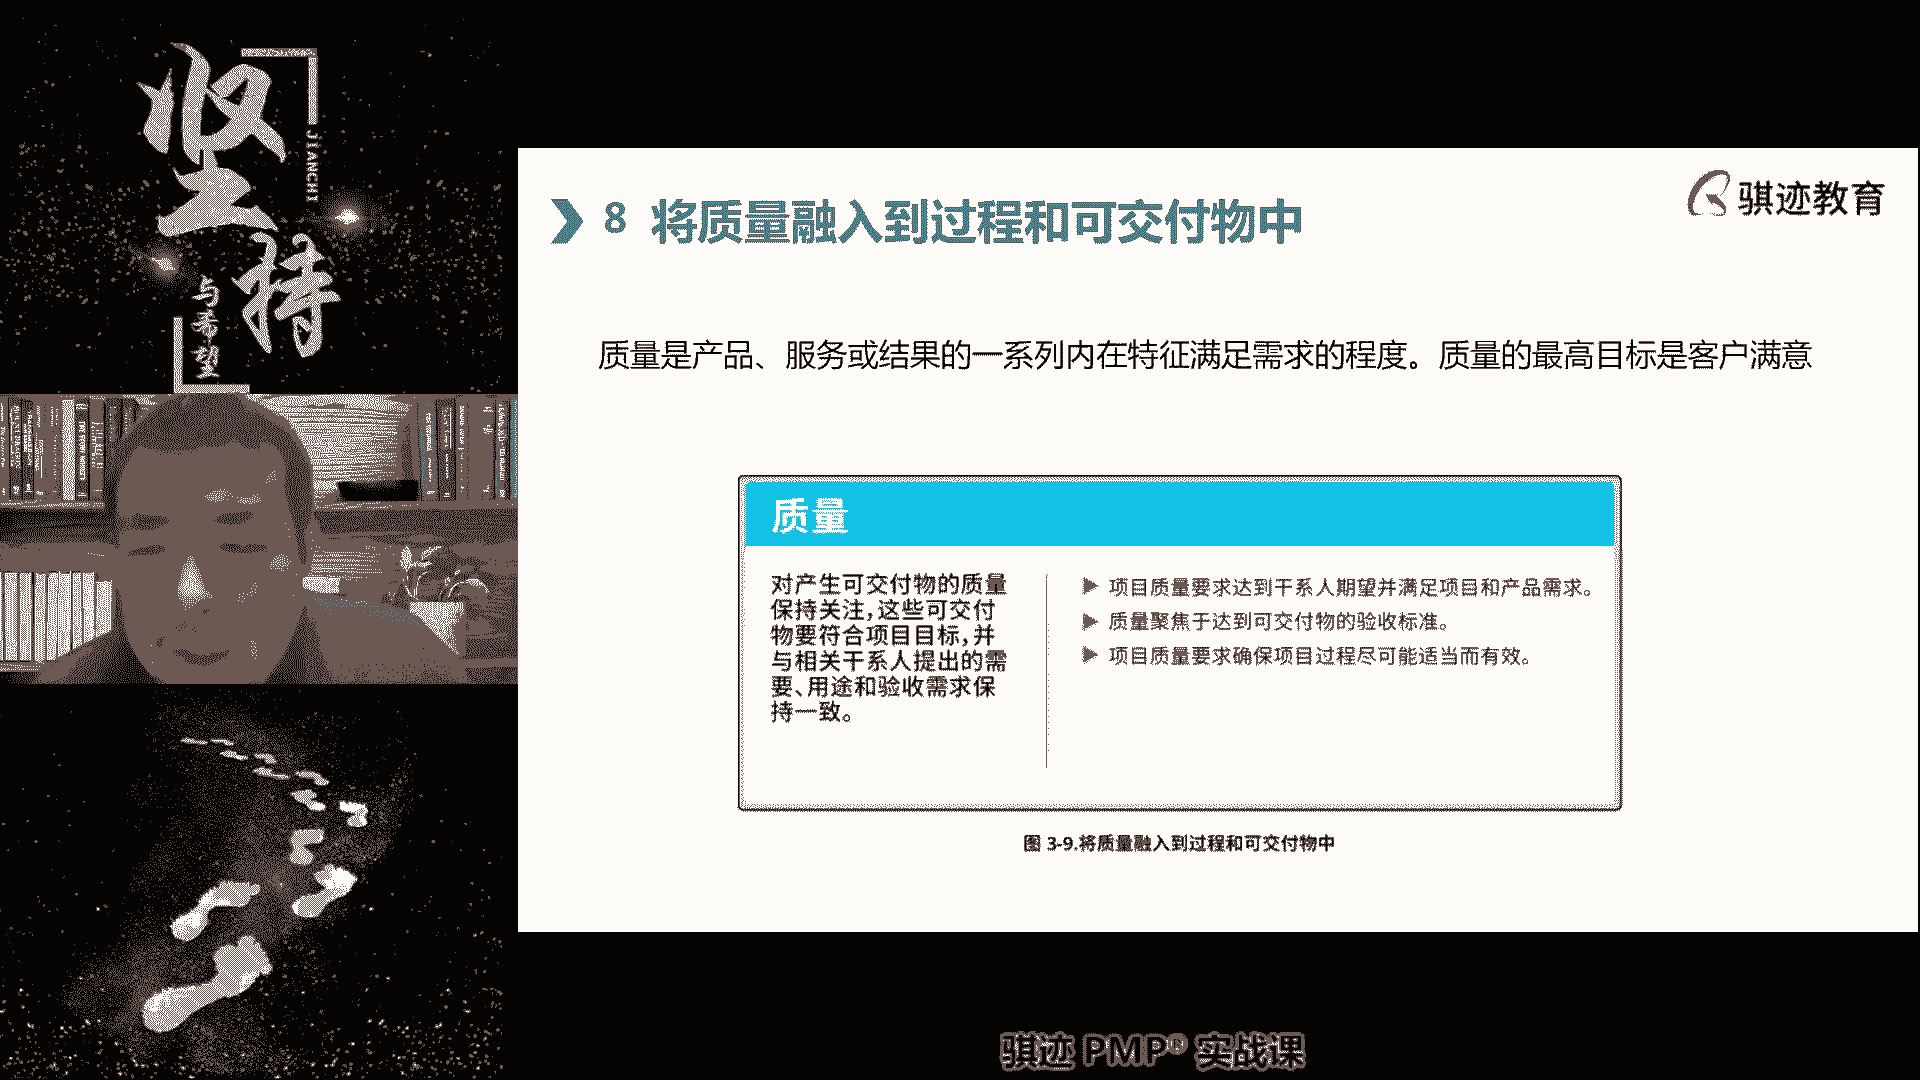 坚
持
JIANCHI
与希望
8 将质量融入到过程和可交付物中
骐迹教育
质量是产品、服务或结果的一系列内在特征满足需求的程度。质量的最高目标是客户满意
质量
对产生可交付物的质量
保持关注,这些可交付
物要符合项目目标,并
与相关干系人提出的需
要、用途和验收需求保
持一致。
项目质量要求达到干系人期望并满足项目和产品需求。
质量聚焦于达到可交付物的验收标准。
项目质量要求确保项目过程尽可能适当而有效。
图 3-9.将质量融入到过程和可交付物中
骐迹 PMP® 实战课